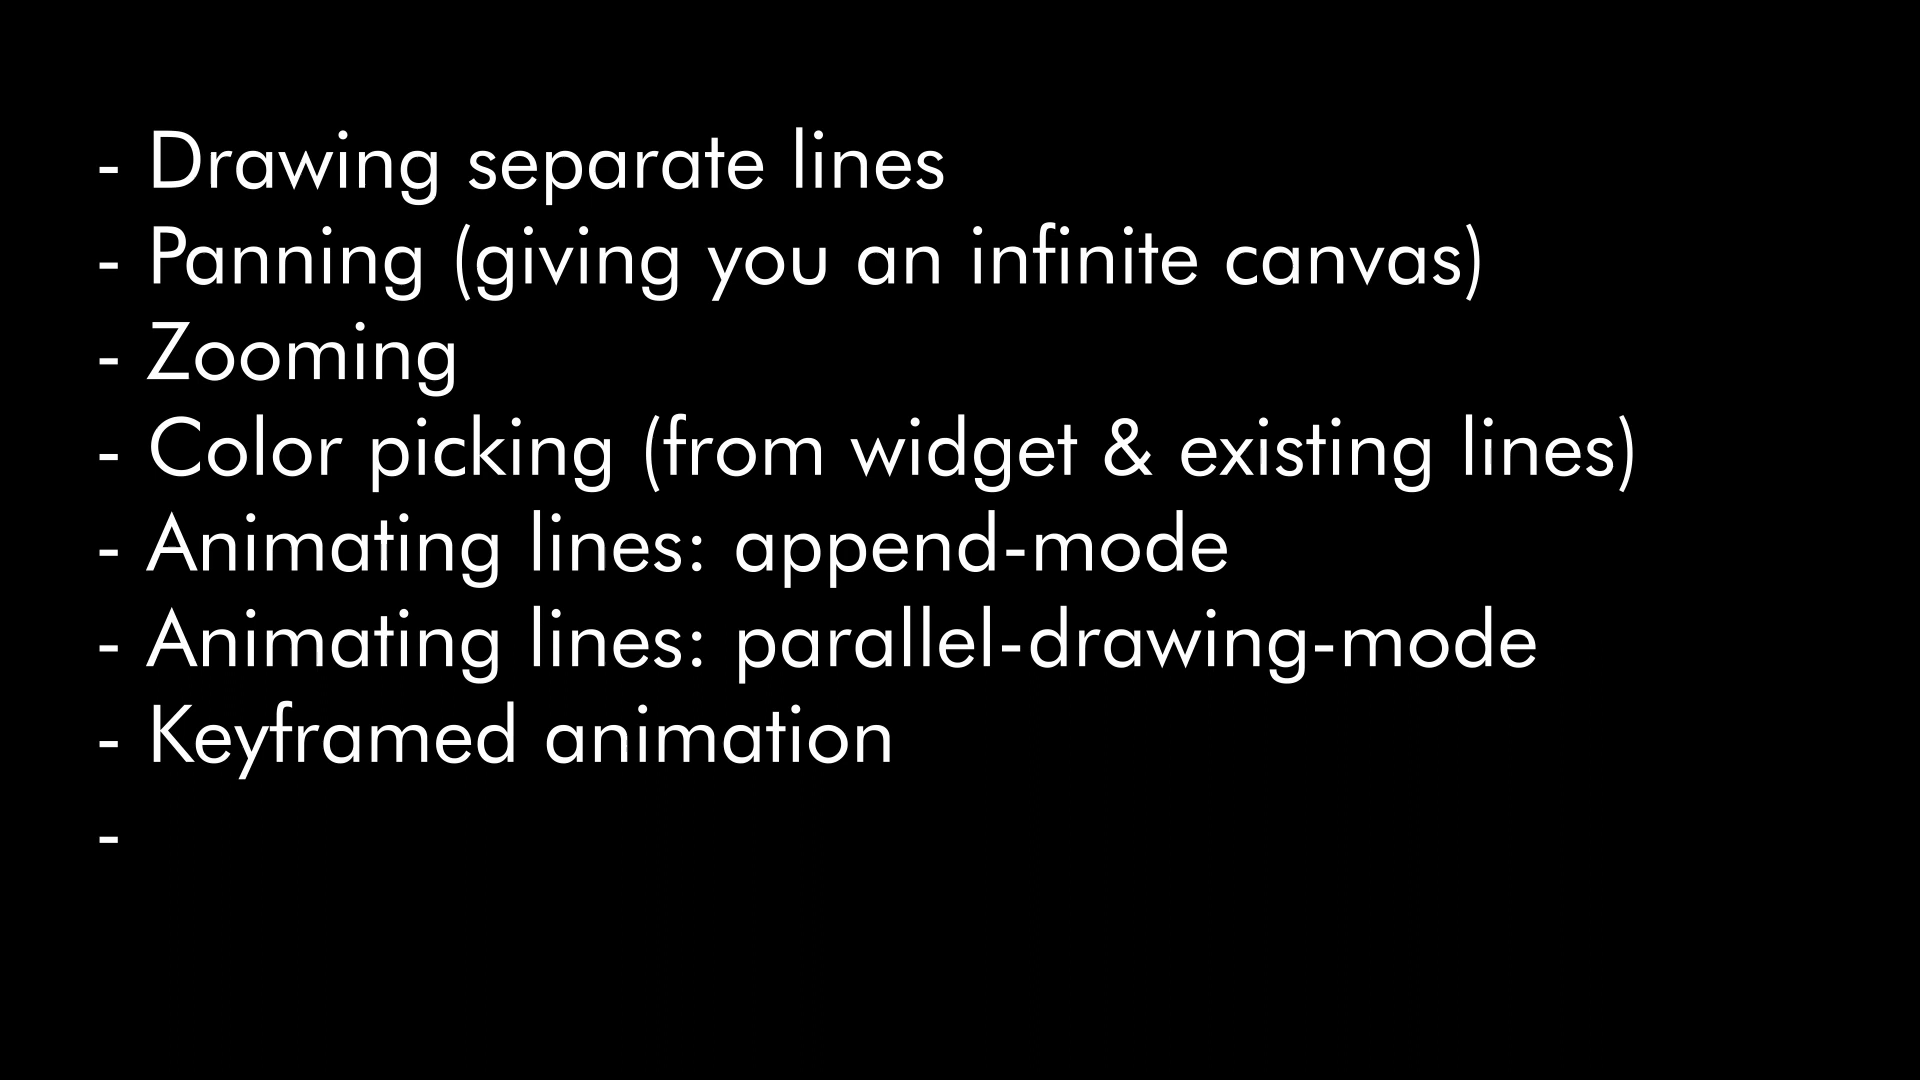 - Drawing separate lines
- Panning (giving you an infinite canvas)
- Zooming
- Color picking (from widget & existing lines)
- Animating lines: append-mode
- Animating lines: parallel-drawing-mode
- Keyframed animation
-